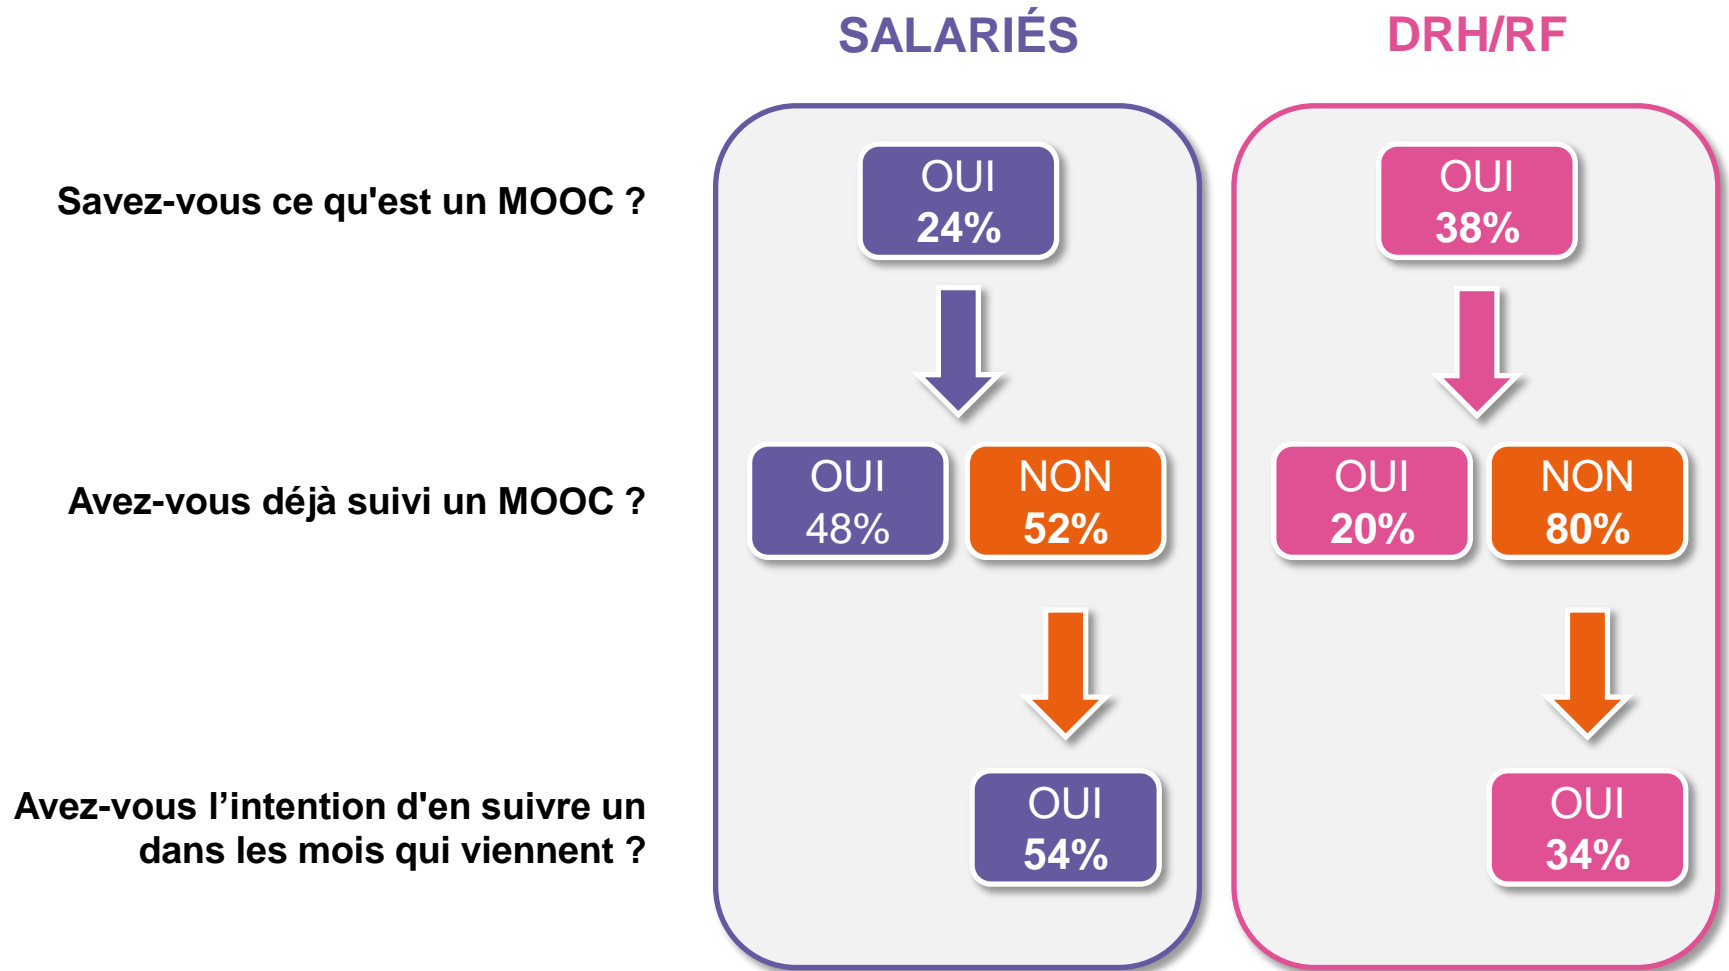 SALARIÉS
DRH/RF
Savez-vous ce qu'est un MOOC ?
OUI
24%
OUI
38%
Avez-vous déjà suivi un MOOC ?
OUI
48%
NON
52%
OUI
20%
NON
80%
Avez-vous l’intention d'en suivre un
dans les mois qui viennent ?
OUI
54%
OUI
34%